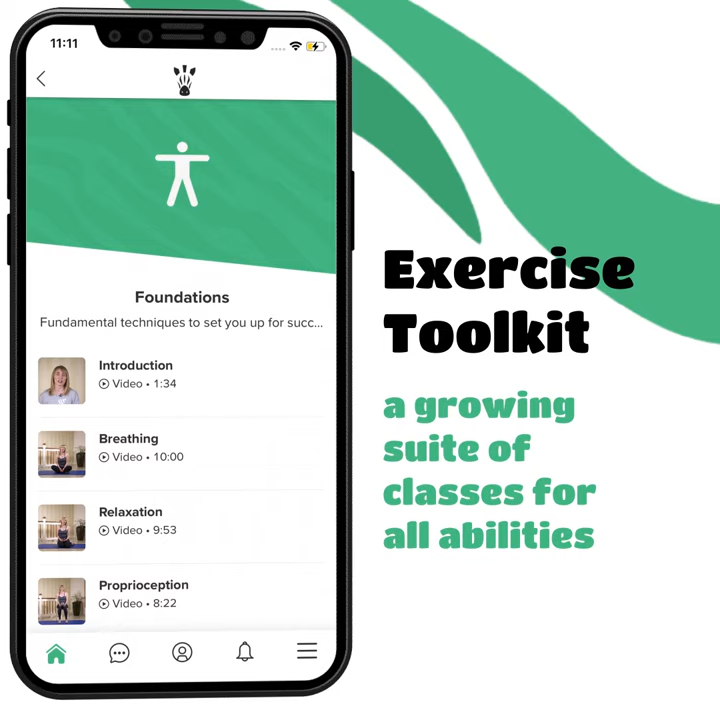 11:11
Foundations
Fundamental techniques to set you up for succ...
Introduction
Video • 1:34
Breathing
Video • 10:00
Relaxation
Video • 9:53
Proprioception
Video • 8:22
Exercise
Toolkit
a growing
suite of
classes for
all abilities